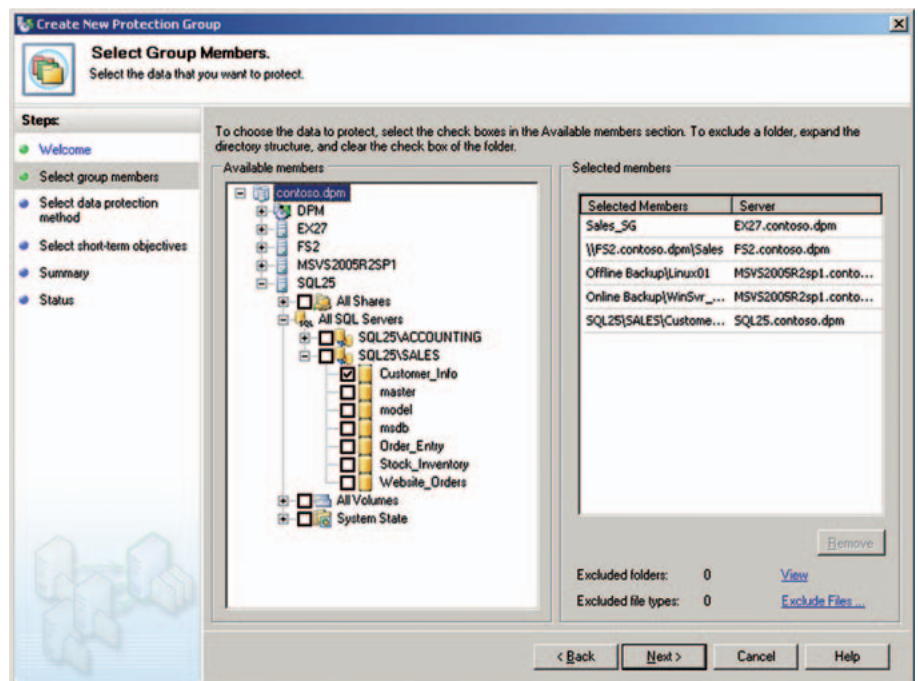 Create New Protection Group
Select Group Members.
Select the data that you want to protect.
Steps:
Welcome
Select group members
Select data protection
method
Select short-term objectives
Summary
Status
To choose the data to protect, select the check boxes in the Available members section. To exclude a folder, expand the
directory structure, and clear the check box of the folder.
Available members
contoso.dpm
DPM
EX27
FS2
MSVS2005R2SP1
SQL25
All Shares
All SQL Servers
SQL25\ACCOUNTING
SQL25\SALES
Customer_Info
master
model
msdb
Order_Entry
Stock_Inventory
Website_Orders
All Volumes
System State
Selected members
Selected Members Server
Sales_SG EX27.contoso.dpm
\\FS2.contoso.dpm\Sales FS2.contoso.dpm
Offline Backup\Linux01 MSVS2005R2sp1.conto...
Online Backup\WinSvr_... MSVS2005R2sp1.conto...
SQL25\SALES\Custome... SQL25.contoso.dpm
Remove
Excluded folders: 0 View
Excluded file types: 0 Exclude Files ...
< Back Next > Cancel Help